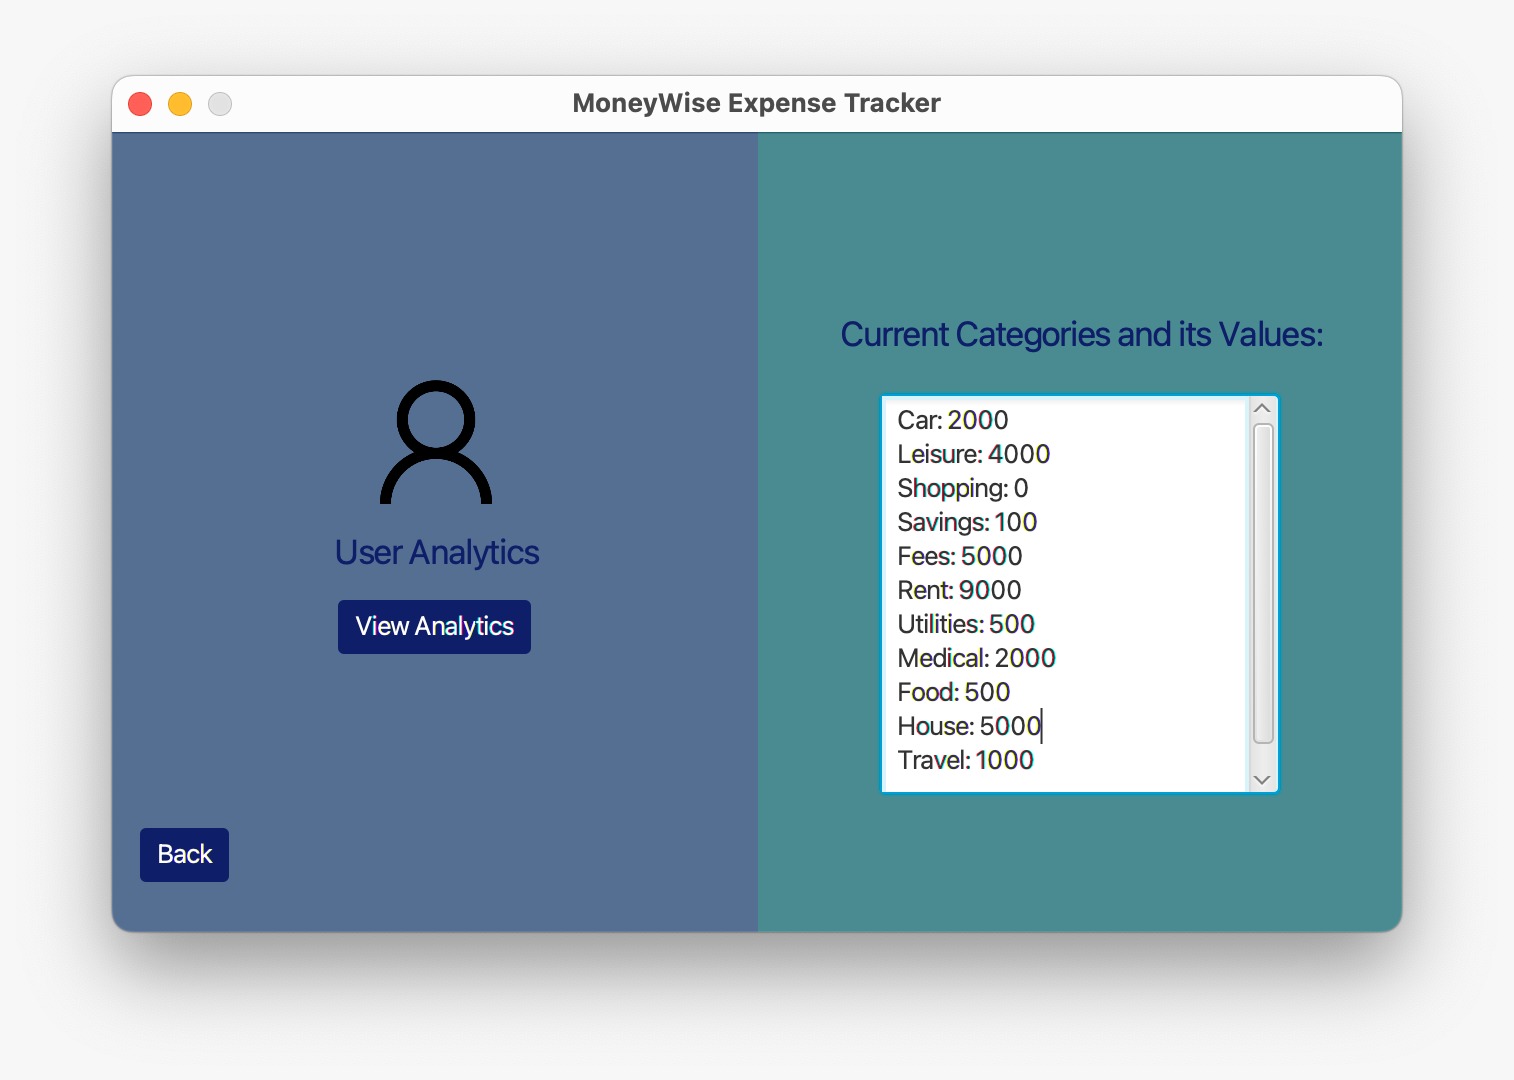 MoneyWise Expense Tracker
User Analytics
View Analytics
Back
Current Categories and its Values:
Car: 2000
Leisure: 4000
Shopping: 0
Savings: 100
Fees: 5000
Rent: 9000
Utilities: 500
Medical: 2000
Food: 500
House: 5000
Travel: 1000